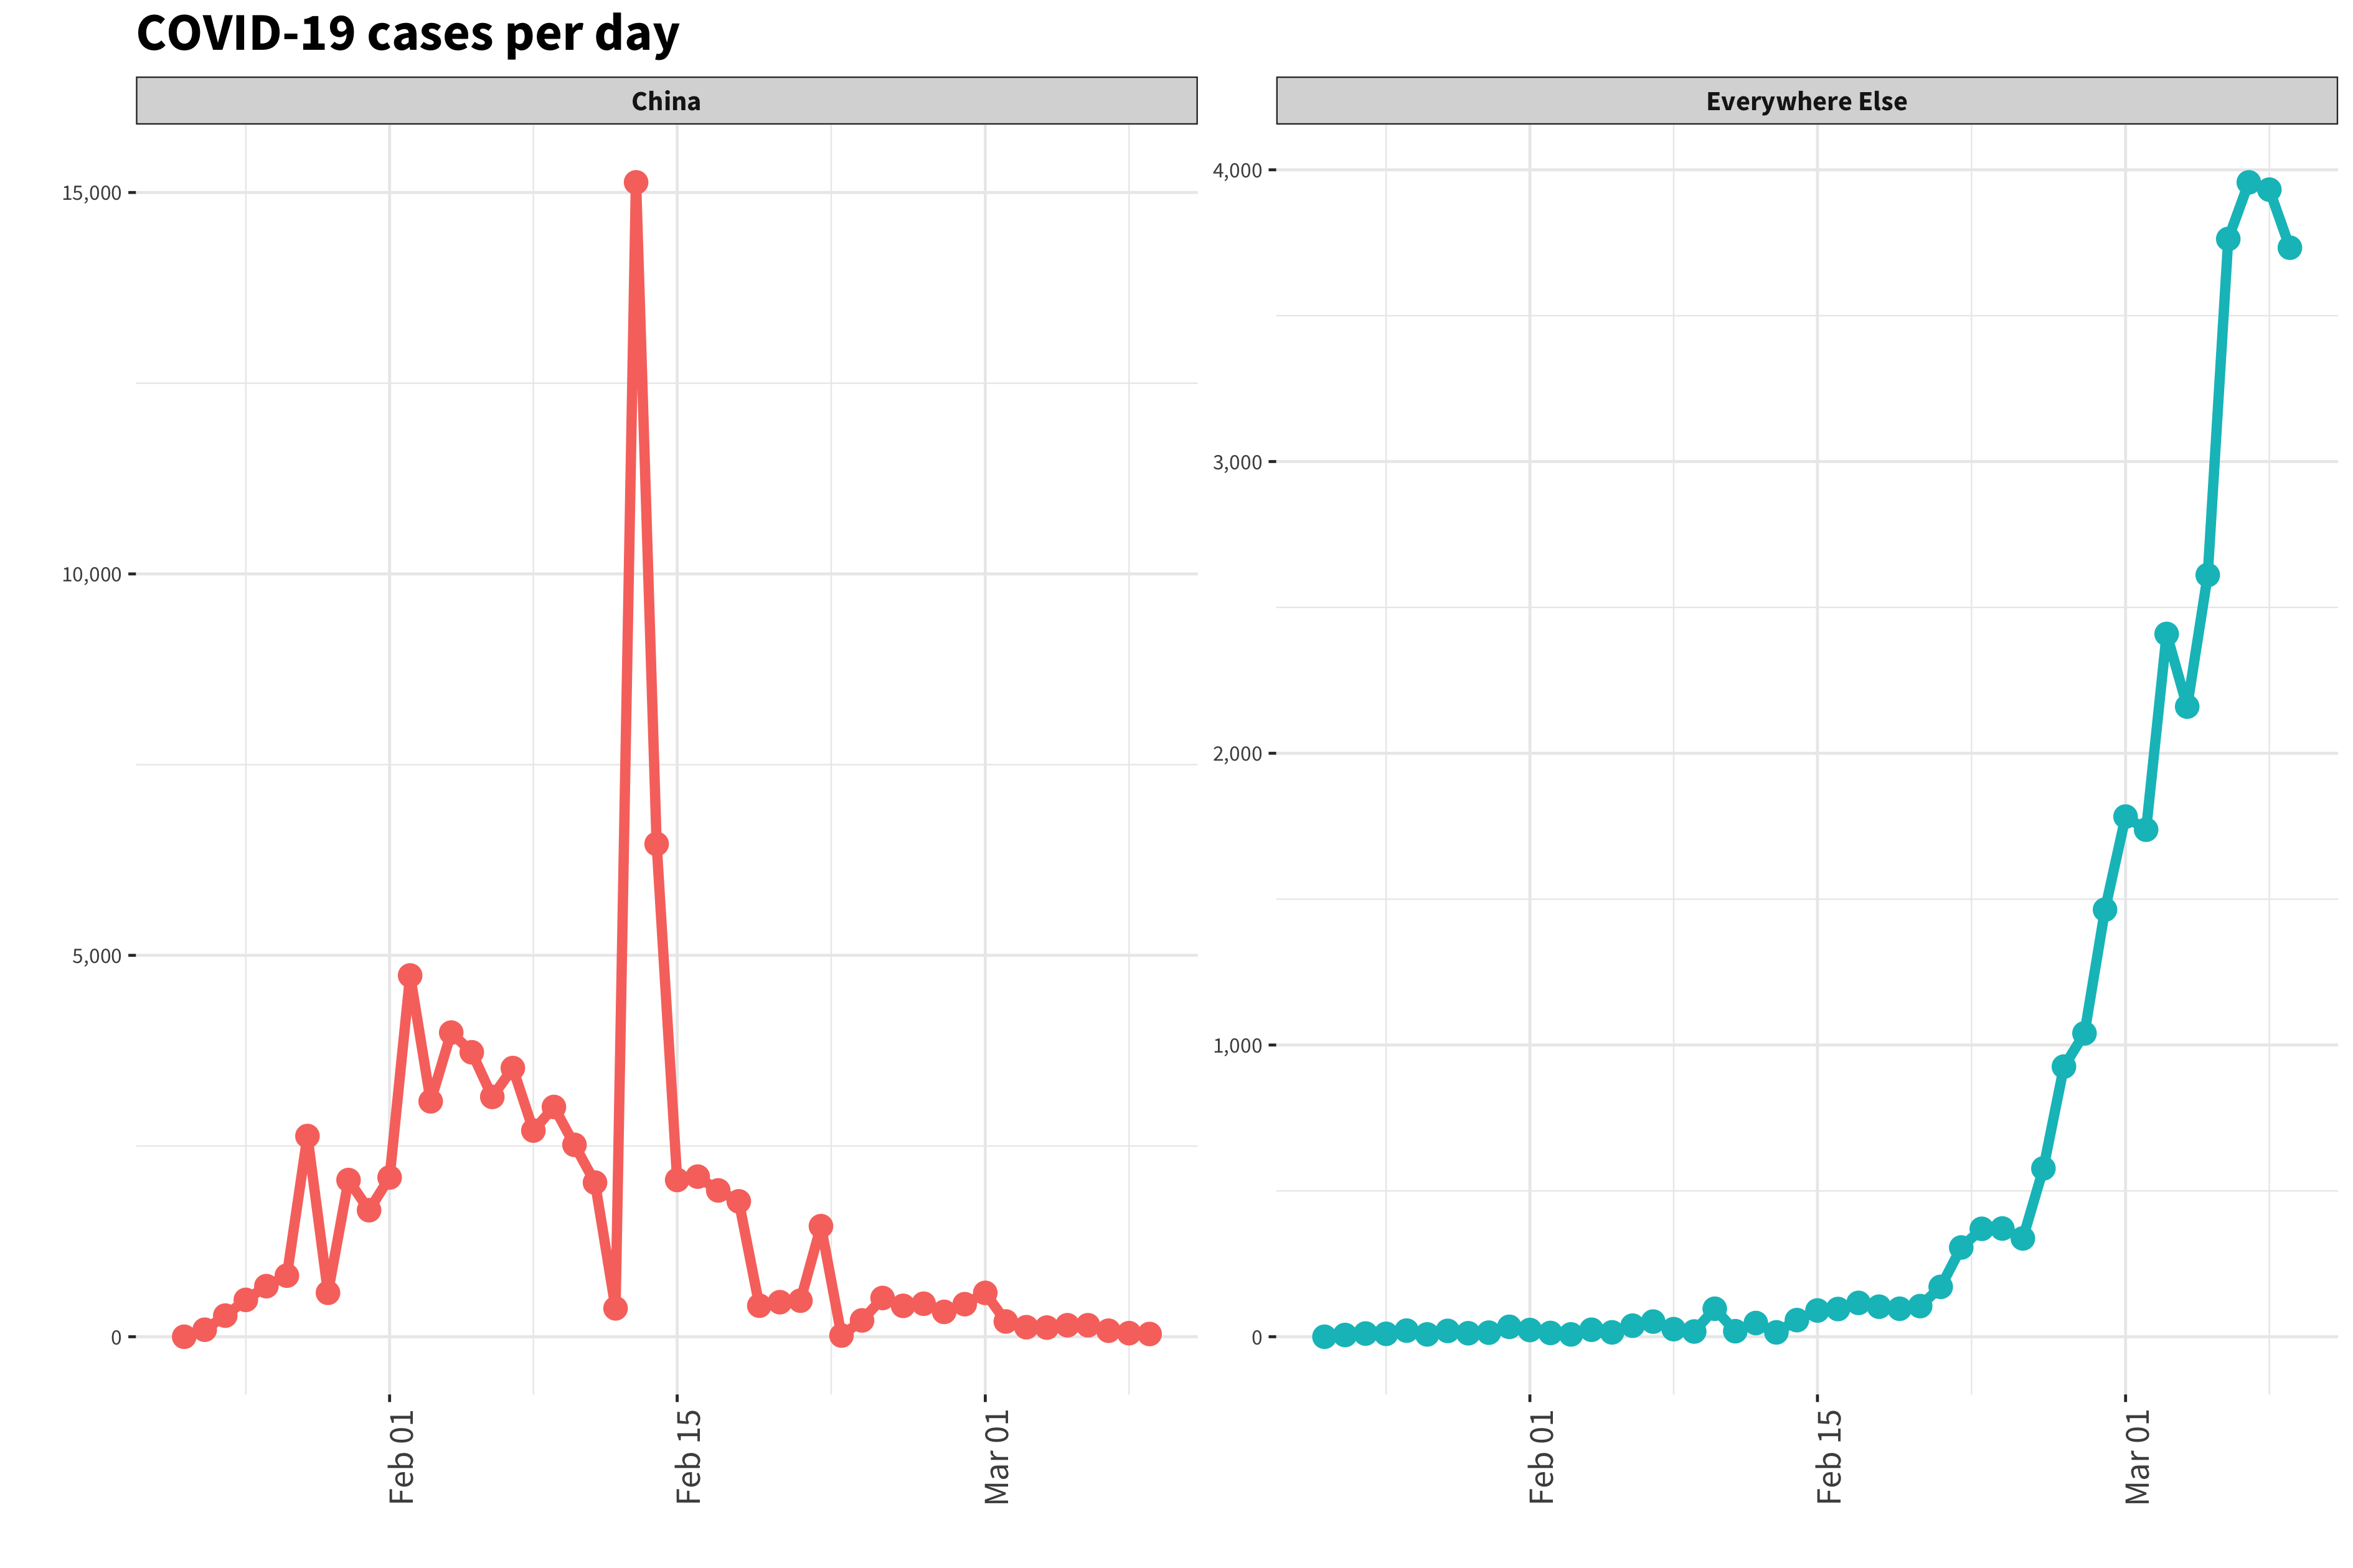 COVID-19 cases per day
China
15,000
10,000
5,000
0
Feb 01
Feb 15
Mar 01
Everywhere Else
4,000
3,000
2,000
1,000
0
Feb 01
Feb 15
Mar 01